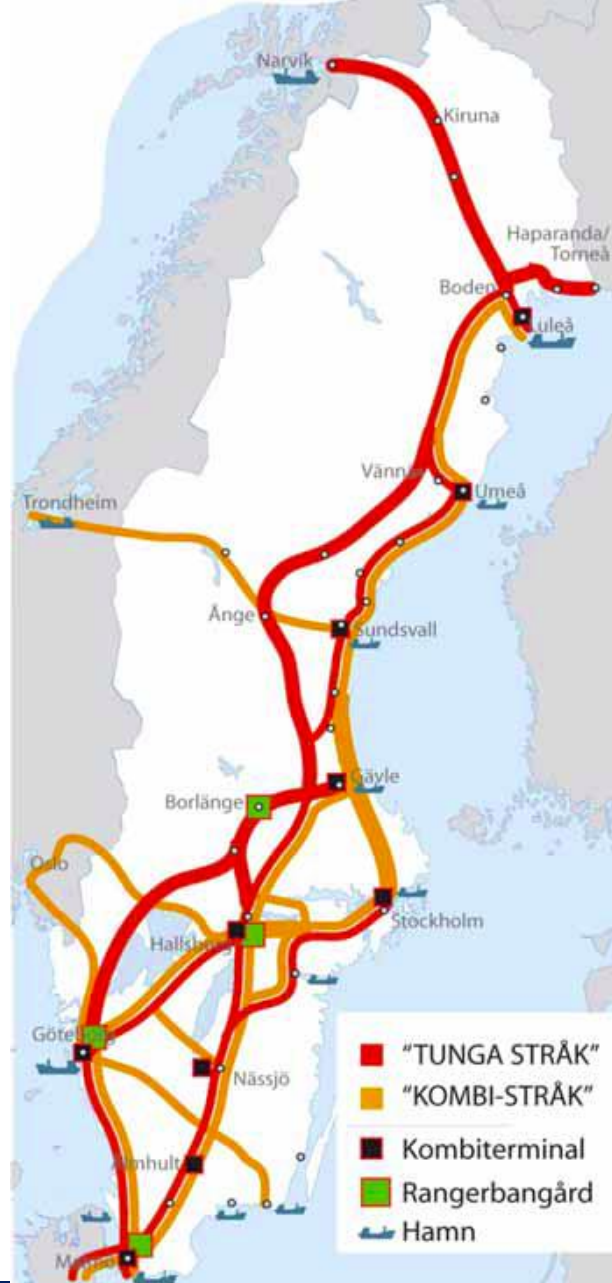 Narvik
Kiruna
Haparanda/
Torneå
Boden
Luleå
Vännäs
Umeå
Trondheim
Ånge
Sundsvall
Gävle
Borlänge
Oslo
Stockholm
Hallsberg
Göteborg
Nässjö
Älmhult
Malmö
"TUNGA STRÅK"
"KOMBI-STRÅK"
Kombiterminal
Rangerbangård
Hamn